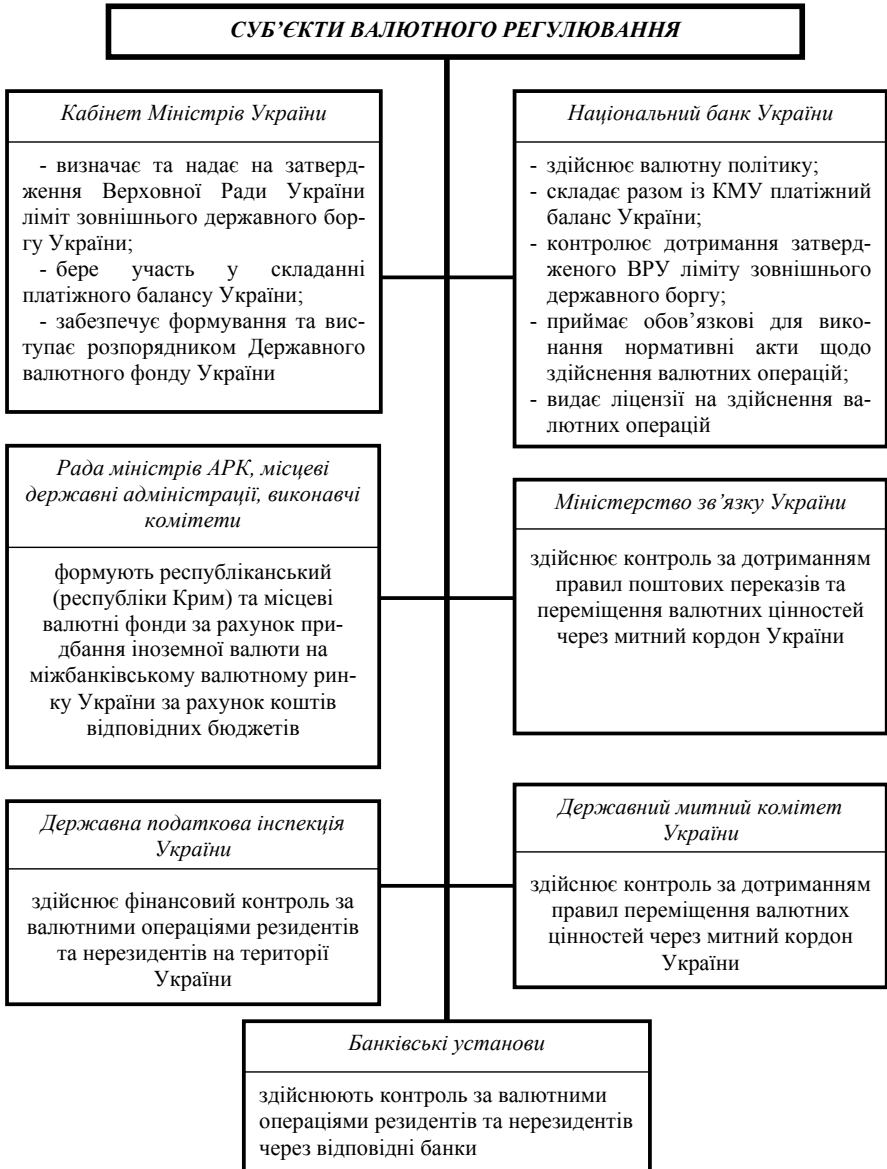 СУБ’ЄКТИ ВАЛЮТНОГО РЕГУЛЮВАННЯ
Кабінет Міністрів України
- визначає та надає на затверд-
ження Верховної Ради України
ліміт зовнішнього державного бор-
гу України;
- бере участь у складанні
платіжного балансу України;
- забезпечує формування та вис-
тупає розпорядником Державного
валютного фонду України
Національний банк України
- здійснює валютну політику;
- складає разом із КМУ платіжний
баланс України;
- контролює дотримання затверд-
женого ВРУ ліміту зовнішнього
державного боргу;
- приймає обов’язкові для вико-
нання нормативні акти щодо
здійснення валютних операцій;
- видає ліцензії на здійснення ва-
лютних операцій
Рада міністрів АРК, місцеві
державні адміністрації, виконавчі
комітети
формують республіканський
(республіки Крим) та місцеві
валютні фонди за рахунок при-
дбання іноземної валюти на
міжбанківському валютному рин-
ку України за рахунок коштів
відповідних бюджетів
Міністерство зв’язку України
здійснює контроль за дотриманням
правил поштових переказів та
переміщення валютних цінностей
через митний кордон України
Державна податкова інспекція
України
здійснює фінансовий контроль за
валютними операціями резидентів
та нерезидентів на території
України
Державний митний комітет
України
здійснює контроль за дотриманням
правил переміщення валютних
цінностей через митний кордон
України
Банківські установи
здійснюють контроль за валютними
операціями резидентів та нерезидентів
через відповідні банки